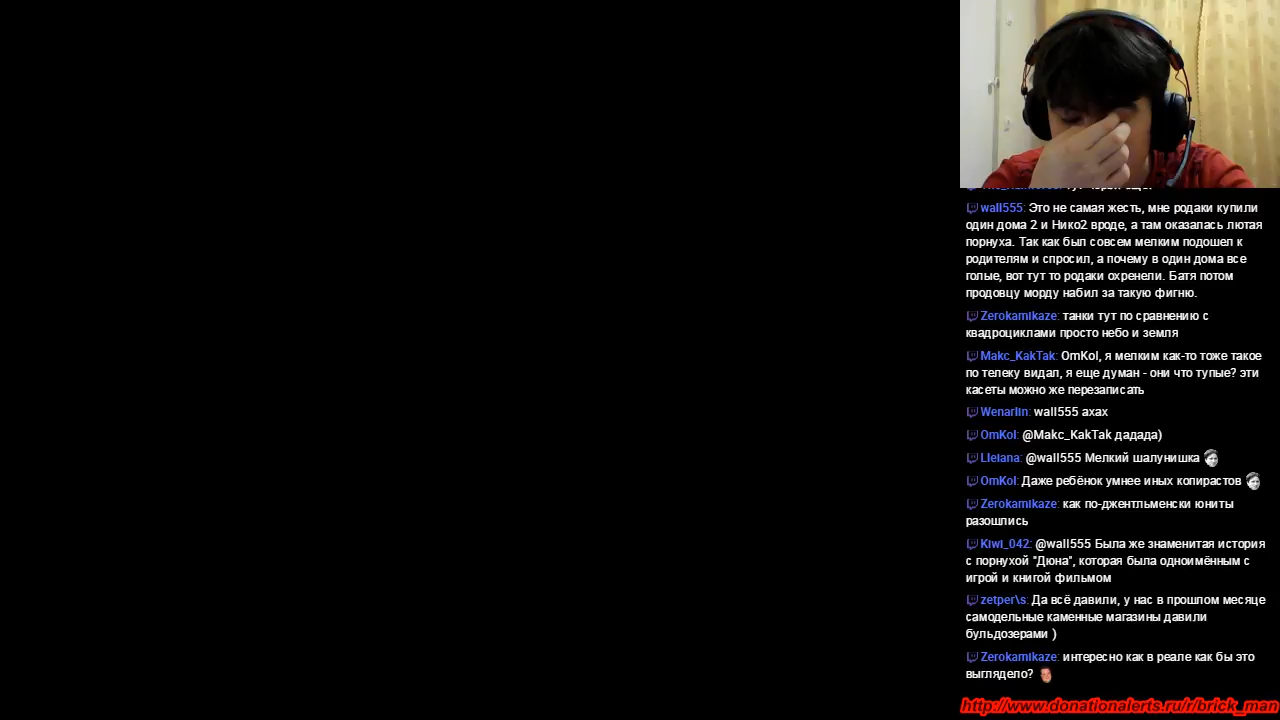 wall555: Это не самая жесть, мне родаки купили
один дома 2 и Нико2 вроде, а там оказалась лютая
порнуха. Так как был совсем мелким подошел к
родителям и спросил, а почему в один дома все
голые, вот тут то родаки охренели. Батя потом
продовцу морду набил за такую фигню.
Zerokamikaze: танки тут по сравнению с
квадроциклами просто небо и земля
Makc_KakTak: OmKol, я мелким как-то тоже такое
по телеку видал, я еще думан - они что тупые? эти
касеты можно же перезаписать
Wenarlin: wall555 ахах
OmKol: @Makc_KakTak дадада)
Lleiana: @wall555 Мелкий шалунишка
OmKol: Даже ребёнок умнее иных копирастов
Zerokamikaze: как по-джентльменски юниты
разошлись
Kiwi_042: @wall555 Была же знаменитая история
с порнухой "Дюна", которая была одноимённым с
игрой и книгой фильмом
zetper\s: Да всё давили, у нас в прошлом месяце
самодельные каменные магазины давили
бульдозерами )
Zerokamikaze: интересно как в реале как бы это
выглядело?
http://www.donationalerts.ru/r/brick_man